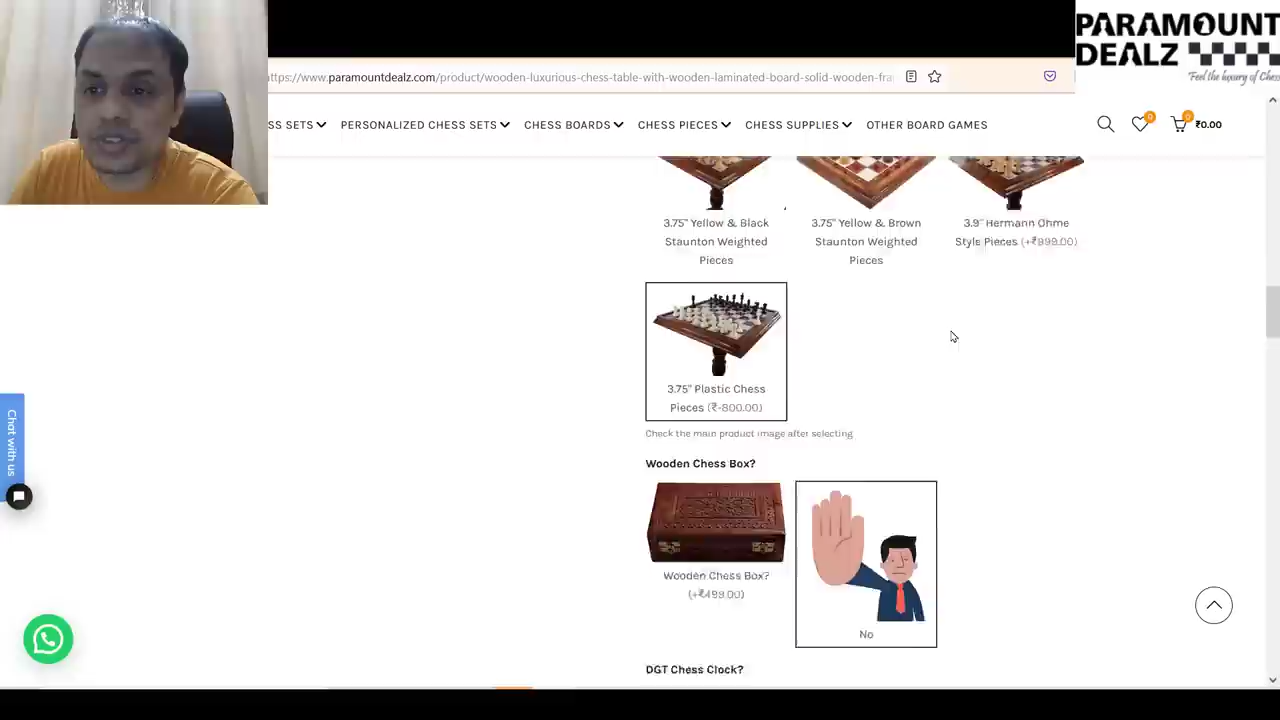 PARAMOUNT
DEALZ
"Feel the luxury of Chess
ttps://www.paramountdealz.com/product/wooden-luxurious-chess-table-with-wooden-laminated-board-solid-wooden-fra
SS SETS
PERSONALIZED CHESS SETS
CHESS BOARDS
CHESS PIECES
CHESS SUPPLIES
OTHER BOARD GAMES
0
0
₹0.00
3.75" Yellow & Black
Staunton Weighted
Pieces
3.75" Yellow & Brown
Staunton Weighted
Pieces
3.9" Hermann Ohme
Style Pieces (+₹999.00)
3.75" Plastic Chess
Pieces (₹-800.00)
Check the main product image after selecting
Wooden Chess Box?
Wooden Chess Box?
(+₹499.00)
No
DGT Chess Clock?
Chat with us